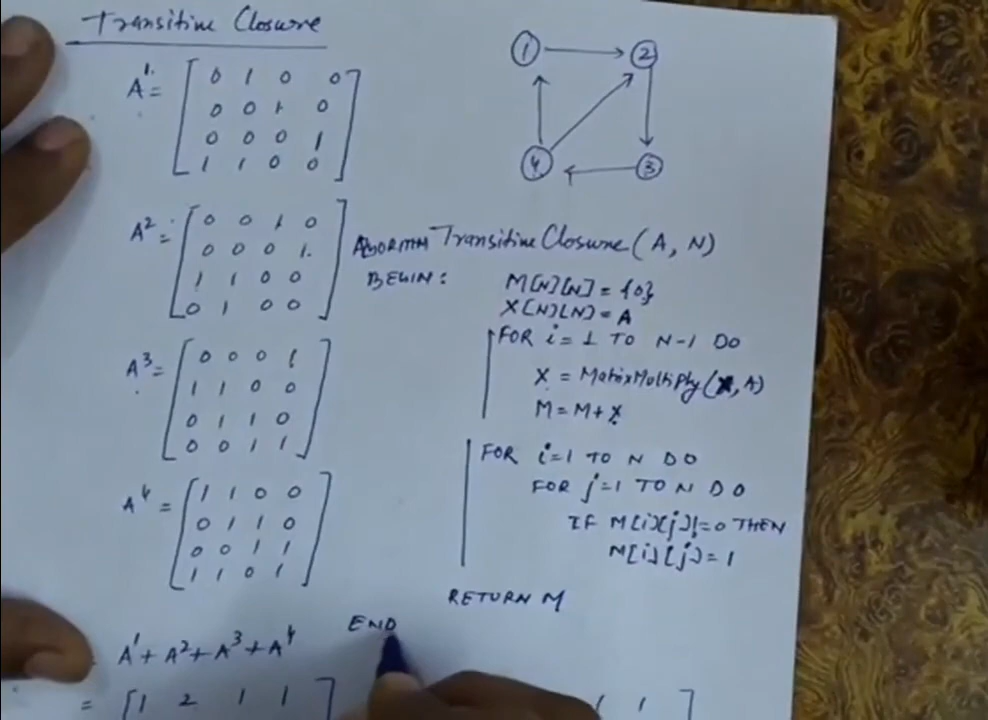 Transitive Closure
A¹ = [ 0 1 0 0
0 0 1 0
0 0 0 1
1 1 0 0 ]
A² = [ 0 0 1 0
0 0 0 1
1 1 0 0
0 1 0 0 ]
A³ = [ 0 0 0 1
1 1 0 0
0 1 1 0
0 0 1 1 ]
A⁴ = [ 1 1 0 0
0 1 1 0
0 0 1 1
1 1 0 1 ]
A¹ + A² + A³ + A⁴
= [ 1 2 1 1 ]
1 1 ]
1 2
4 3
ALGORITHM Transitive Closure (A, N)
BEGIN:
M[N][N] = {0}
X[N][N] = A
FOR i = 1 TO N-1 DO
X = MatrixMultiply(X, A)
M = M + X
FOR i=1 TO N DO
FOR j=1 TO N DO
IF M[i][j]!=0 THEN
M[i][j] = 1
RETURN M
END